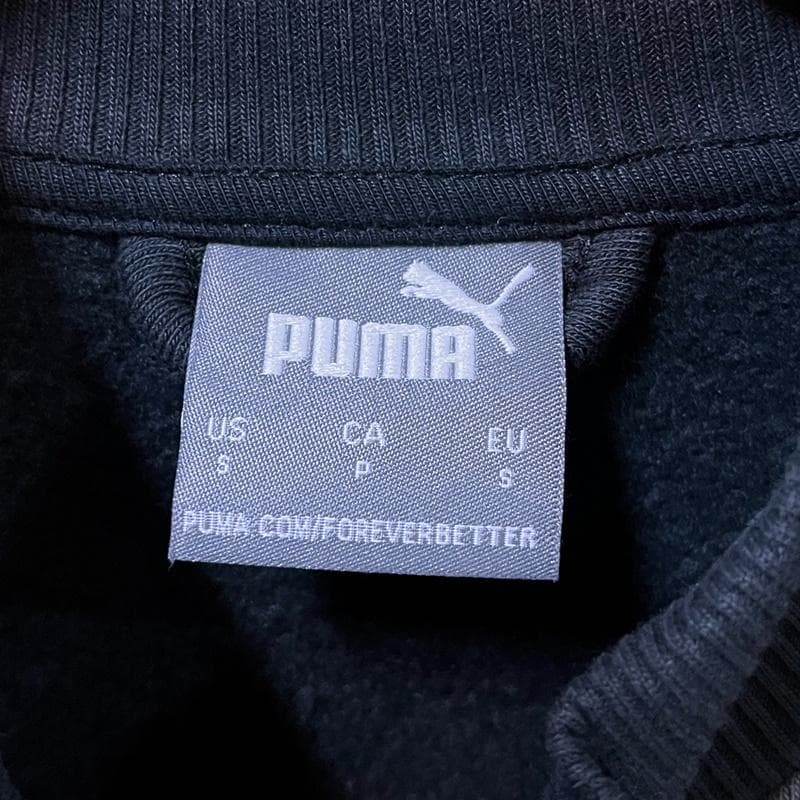 PUMA
US CA EU
S P S
PUMA.COM/FOREVERBETTER